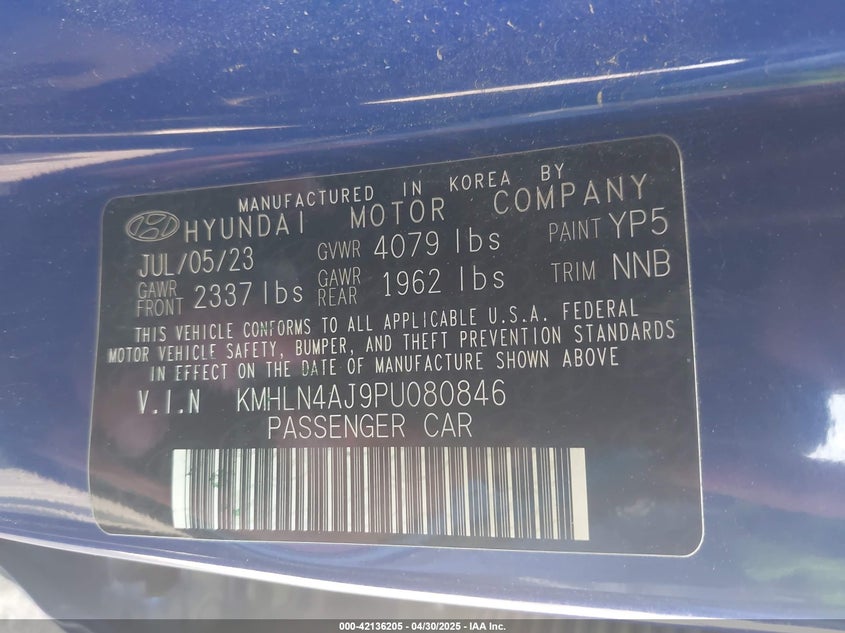 MANUFACTURED IN KOREA BY
HYUNDAI MOTOR COMPANY
JUL/05/23 GVWR 4079 lbs PAINT YP5
GAWR FRONT 2337 lbs GAWR REAR 1962 lbs TRIM NNB
THIS VEHICLE CONFORMS TO ALL APPLICABLE U.S.A. FEDERAL
MOTOR VEHICLE SAFETY, BUMPER, AND THEFT PREVENTION STANDARDS
IN EFFECT ON THE DATE OF MANUFACTURE SHOWN ABOVE
V.I.N KMHLN4AJ9PU080846
PASSENGER CAR
000-42136205 - 04/30/2025 - IAA Inc.